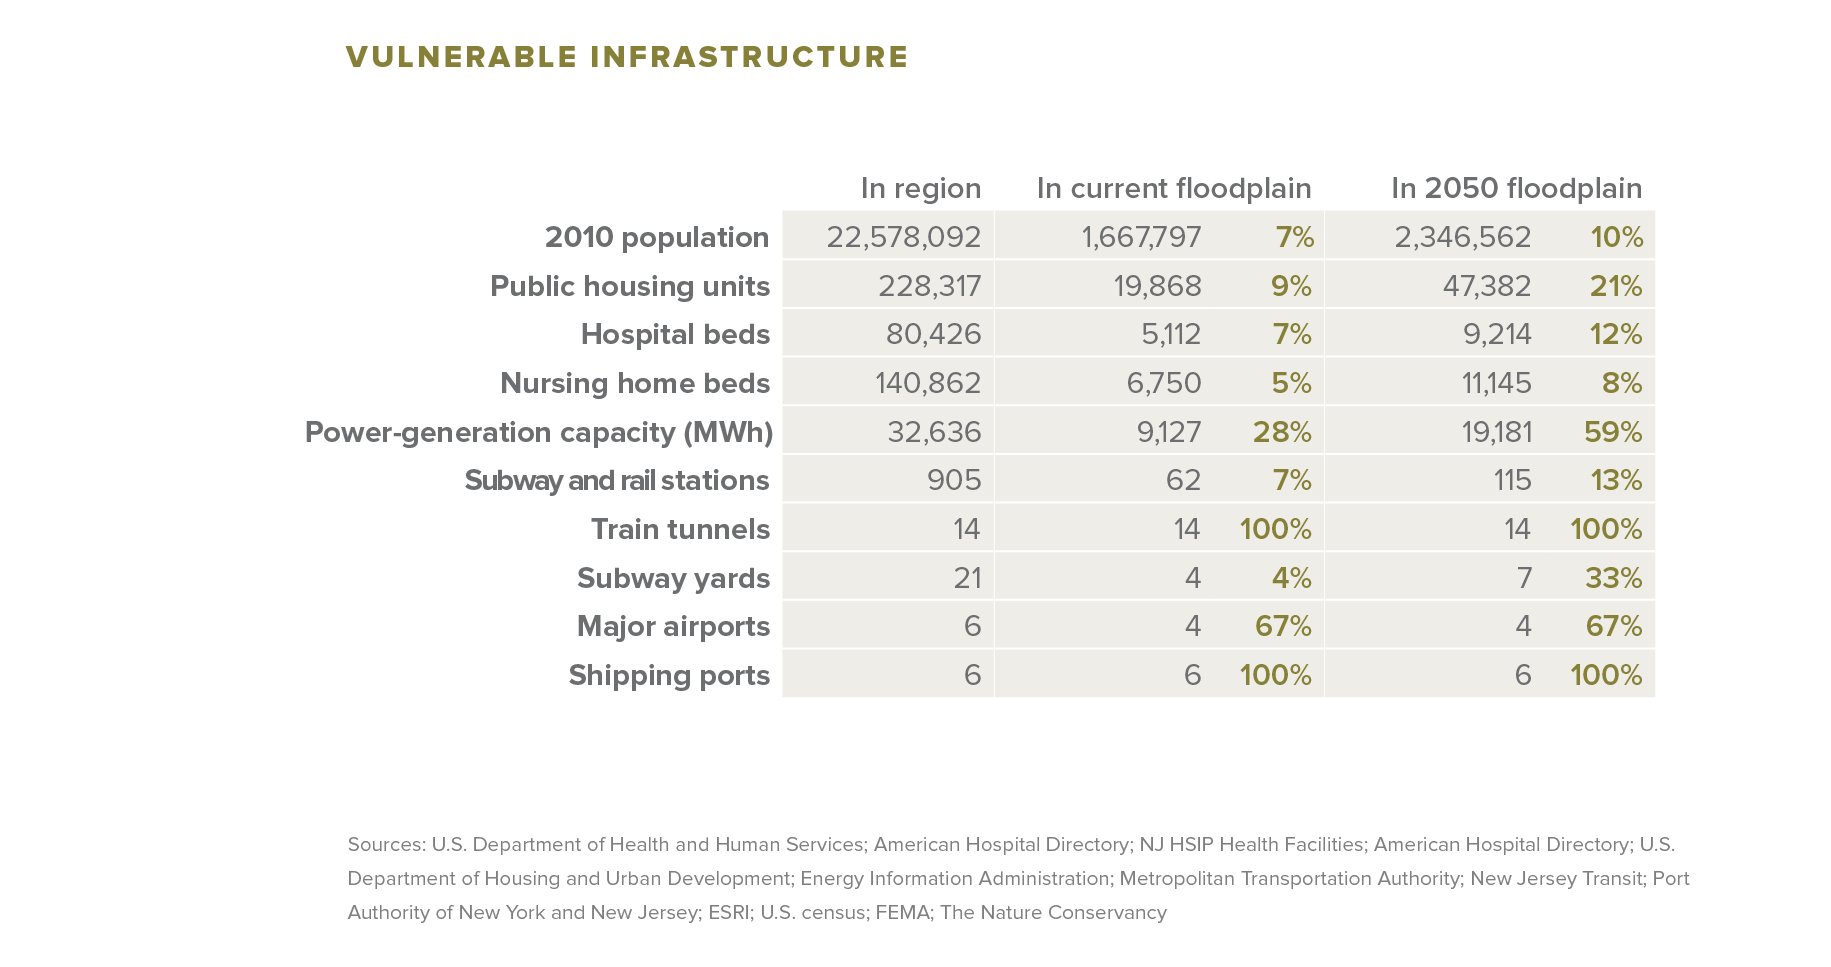 VULNERABLE INFRASTRUCTURE
In region In current floodplain In 2050 floodplain
2010 population 22,578,092 1,667,797 7% 2,346,562 10%
Public housing units 228,317 19,868 9% 47,382 21%
Hospital beds 80,426 5,112 7% 9,214 12%
Nursing home beds 140,862 6,750 5% 11,145 8%
Power-generation capacity (MWh) 32,636 9,127 28% 19,181 59%
Subway and rail stations 905 62 7% 115 13%
Train tunnels 14 14 100% 14 100%
Subway yards 21 4 4% 7 33%
Major airports 6 4 67% 4 67%
Shipping ports 6 6 100% 6 100%
Sources: U.S. Department of Health and Human Services; American Hospital Directory; NJ HSIP Health Facilities; American Hospital Directory; U.S.
Department of Housing and Urban Development; Energy Information Administration; Metropolitan Transportation Authority; New Jersey Transit; Port
Authority of New York and New Jersey; ESRI; U.S. census; FEMA; The Nature Conservancy